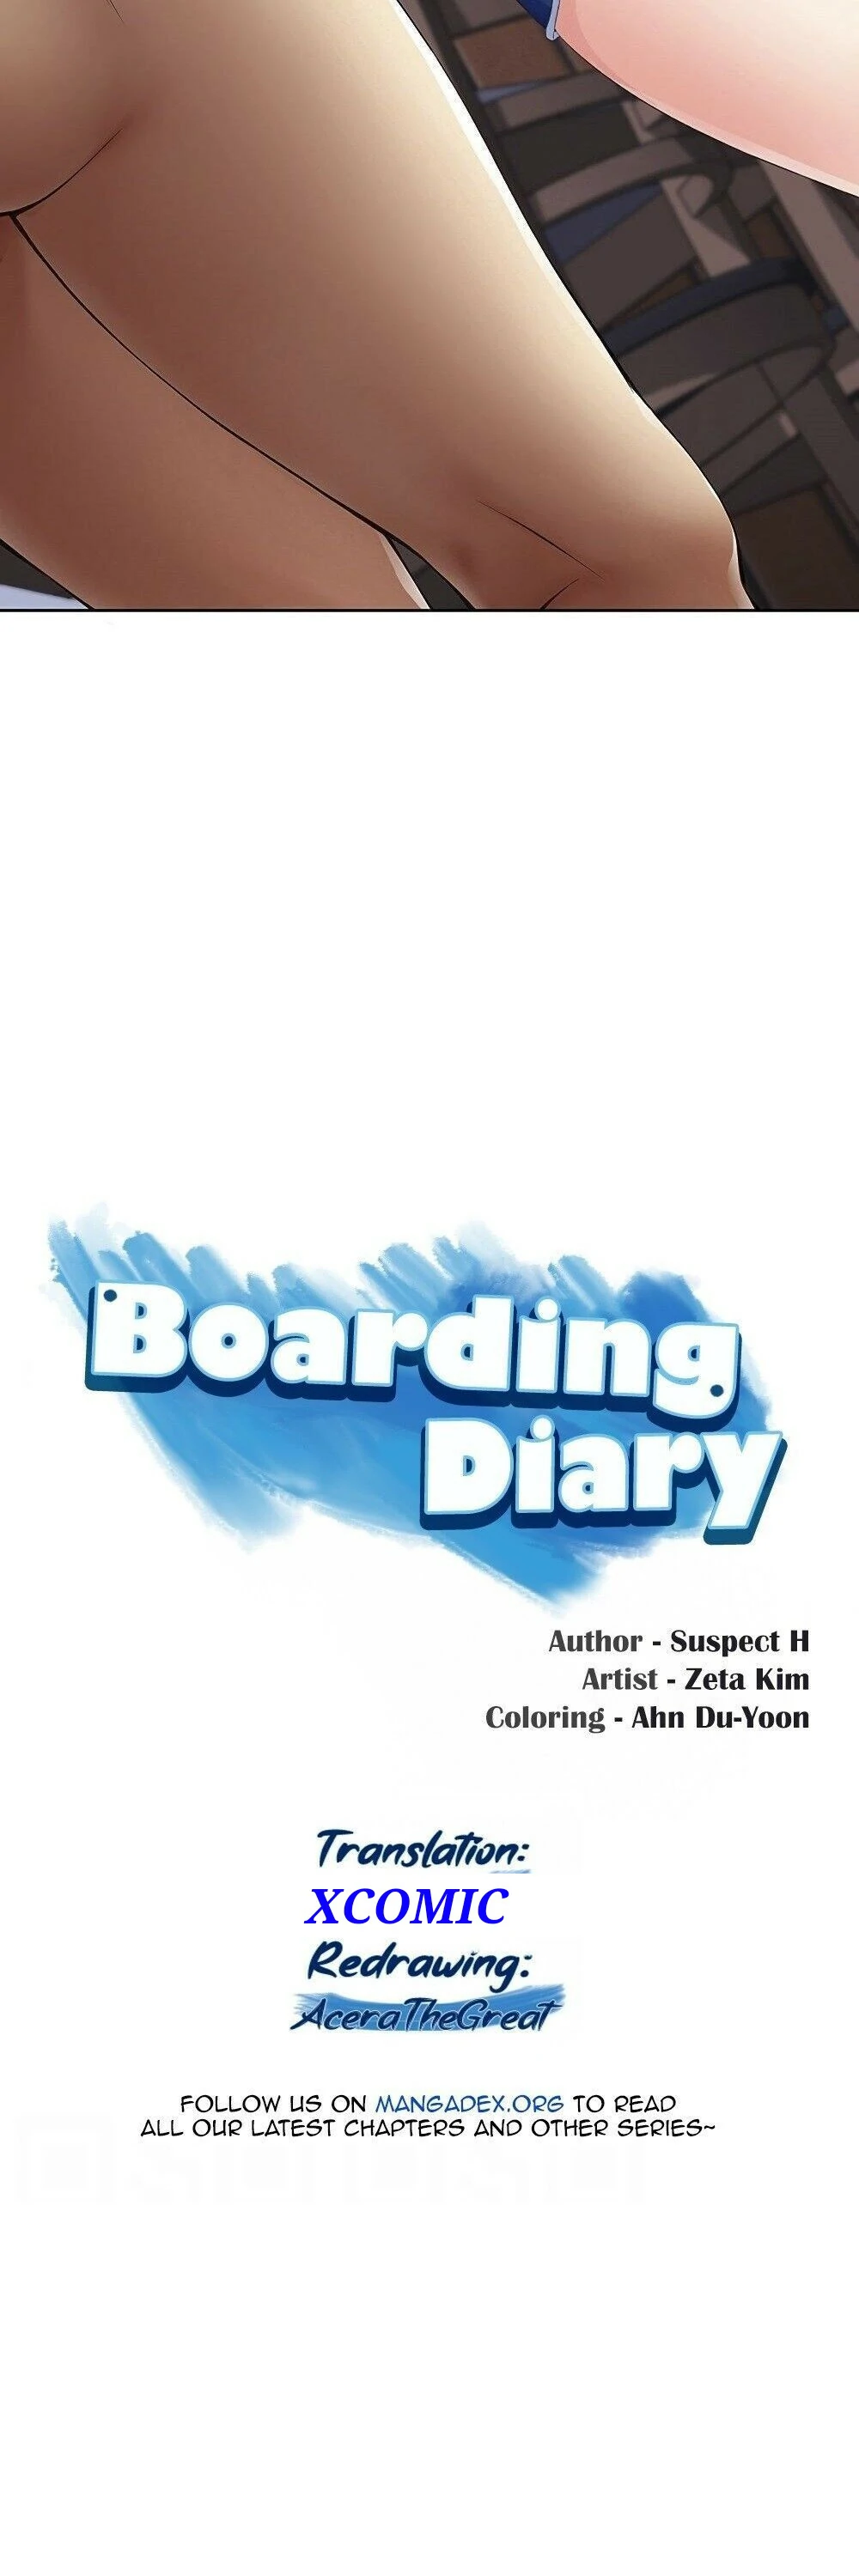 Boarding
Diary
Author - Suspect H
Artist - Zeta Kim
Coloring - Ahn Du-Yoon
Translation:
XCOMIC
Redrawing:
AceraTheGreat
FOLLOW US ON MANGADEX.ORG TO READ
ALL OUR LATEST CHAPTERS AND OTHER SERIES~